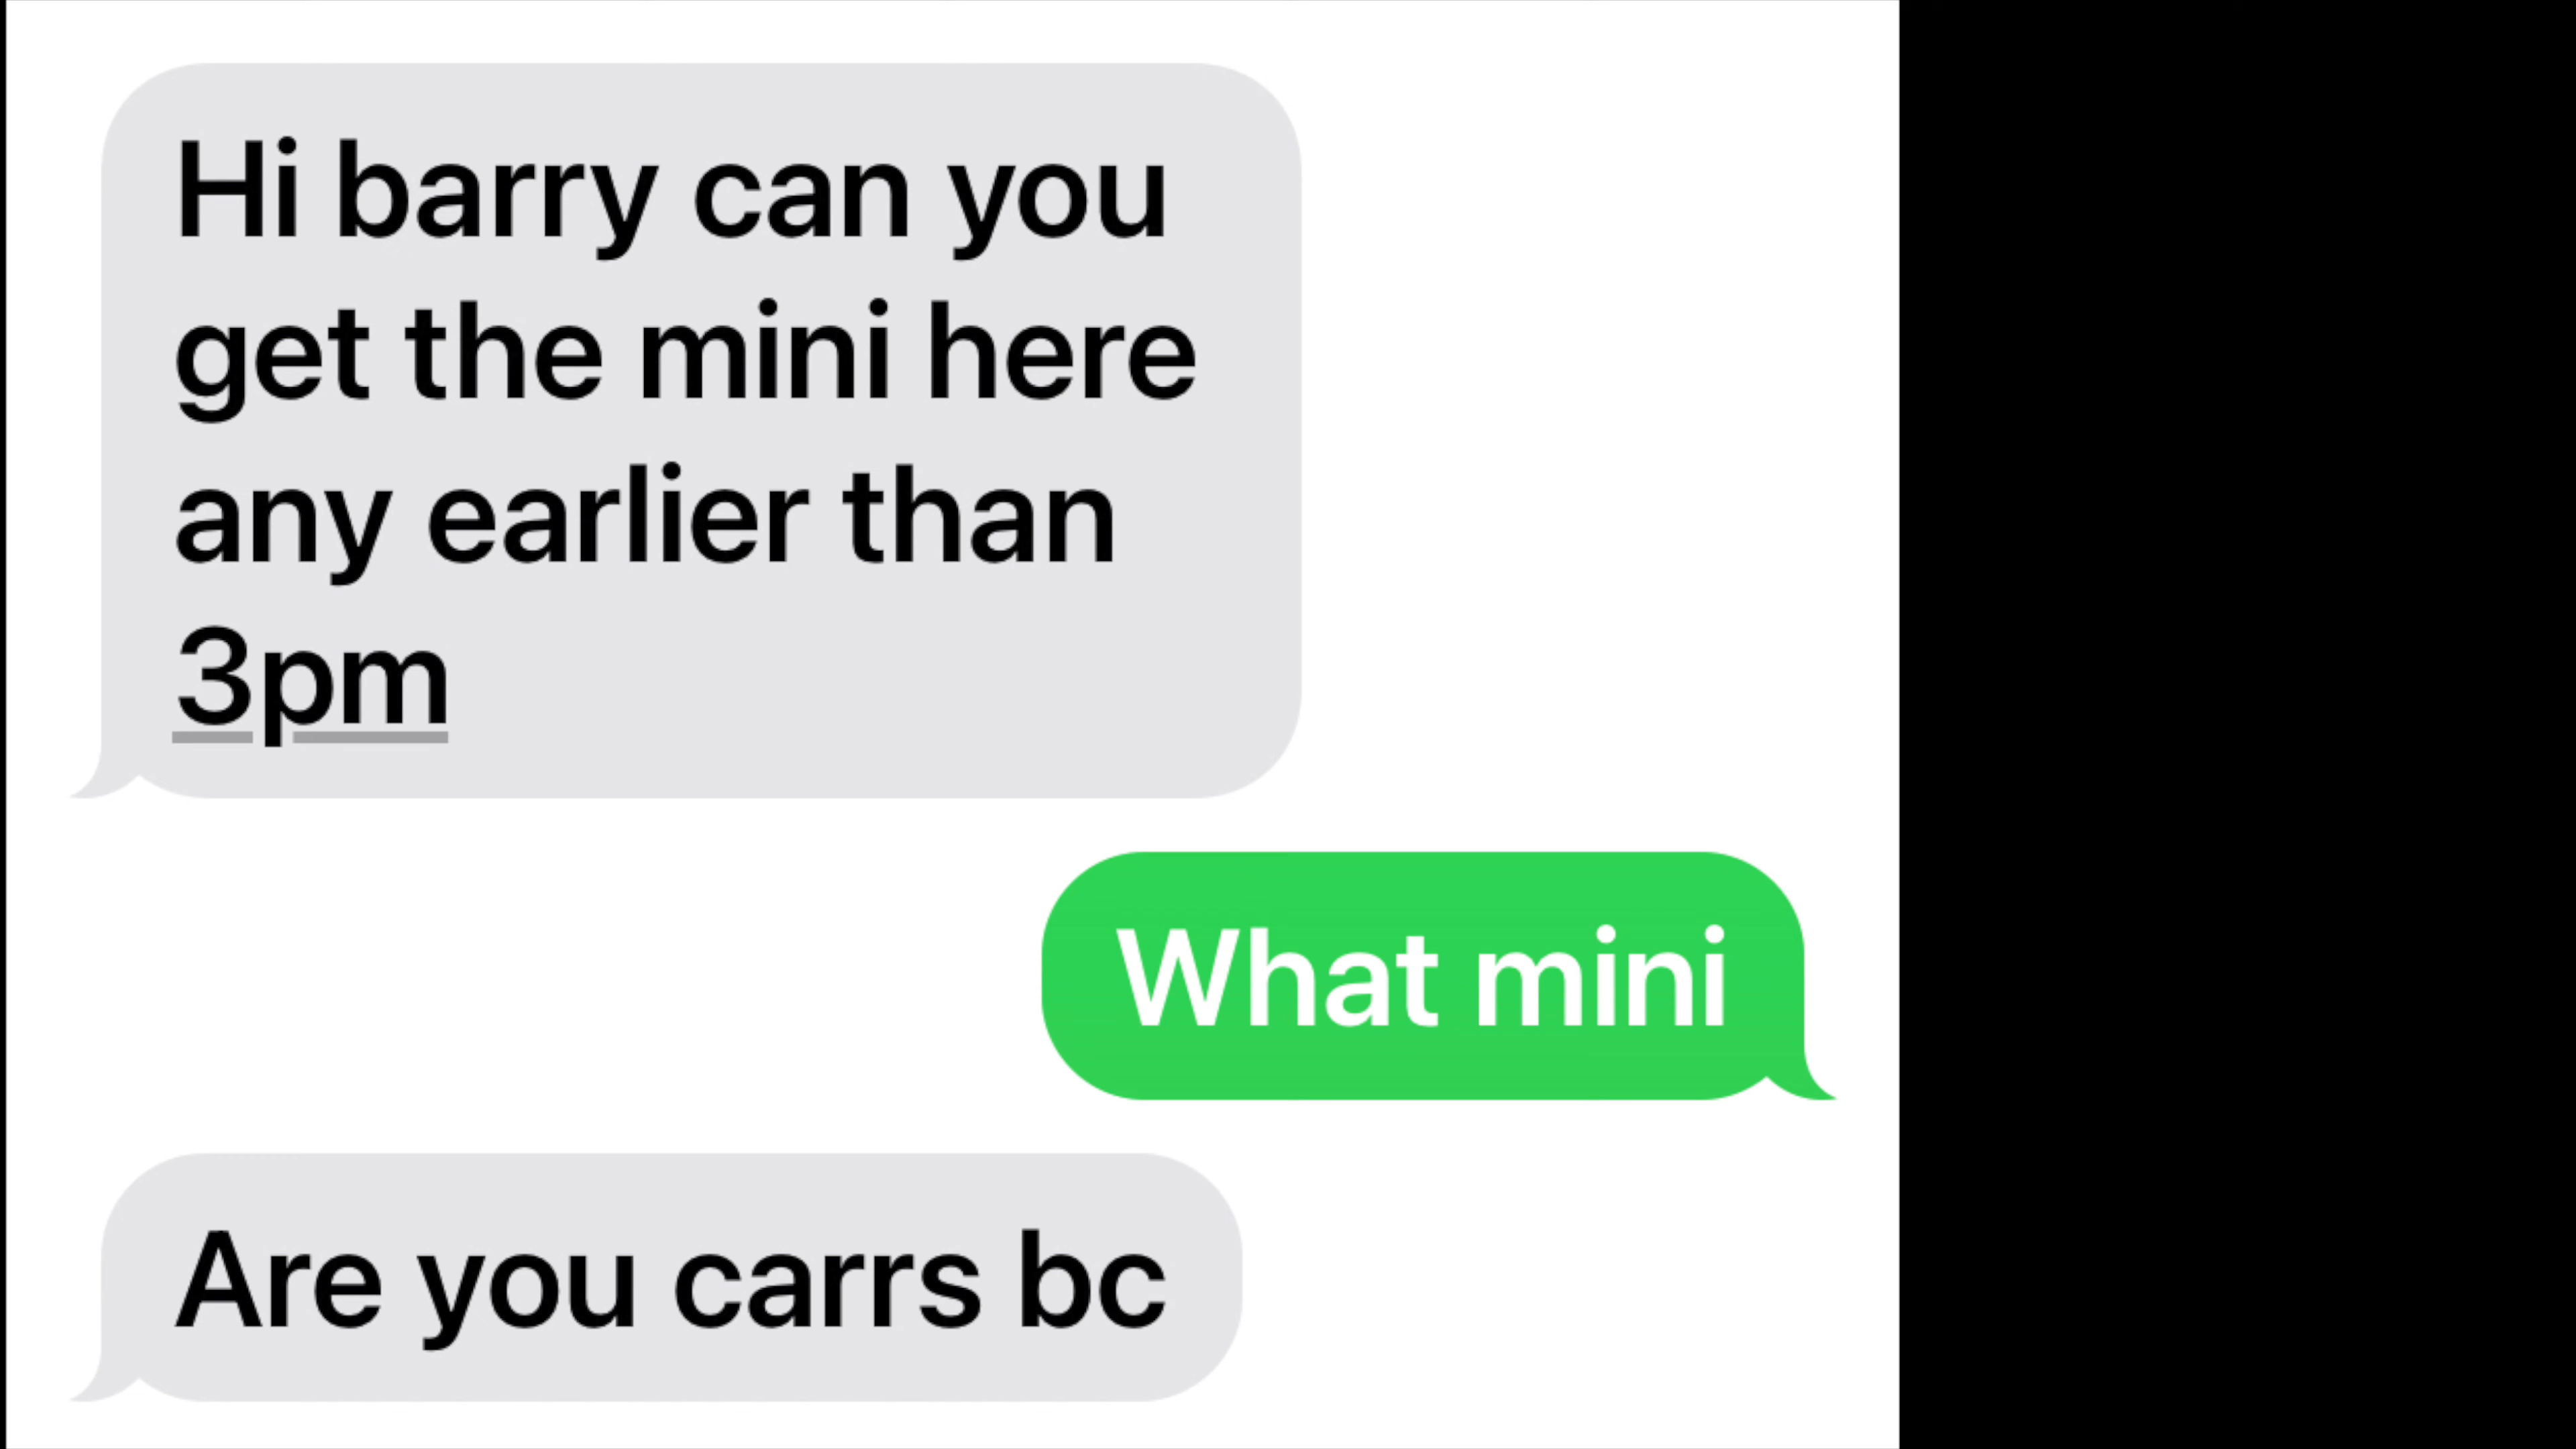 Hi barry can you
get the mini here
any earlier than
3pm
What mini
Are you carrs bc